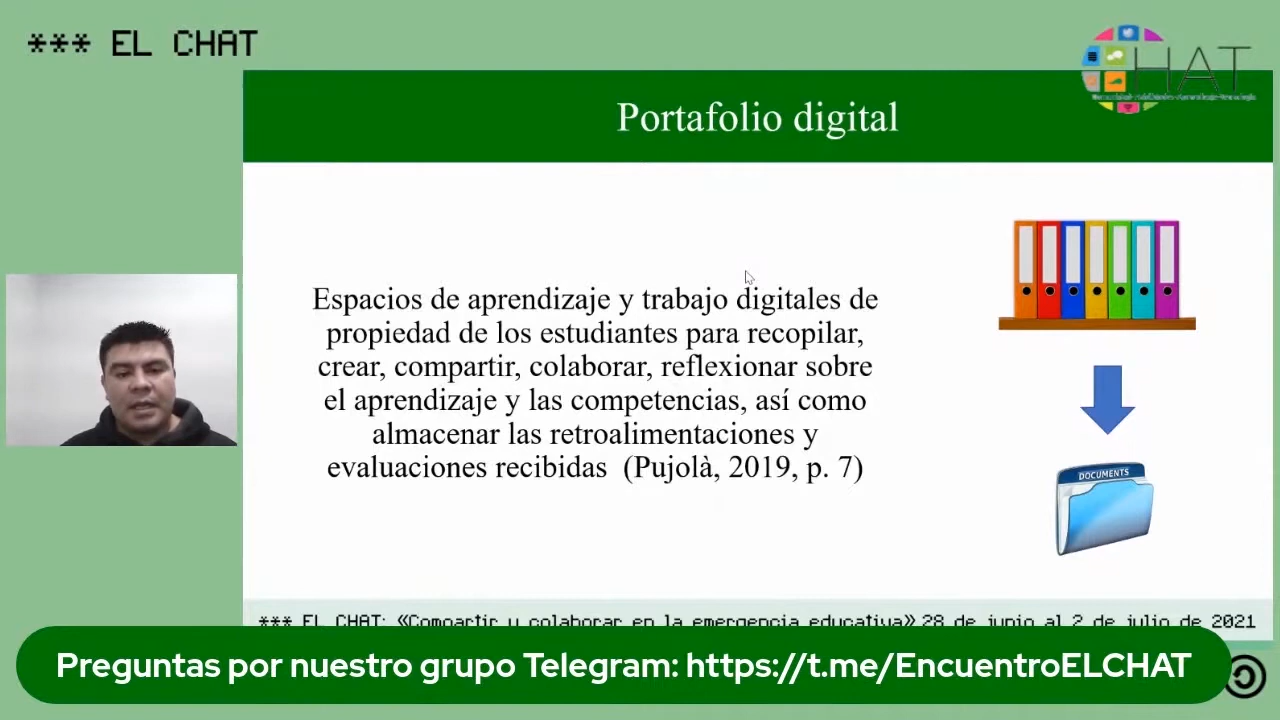 *** EL CHAT
HAT
Portafolio digital
Espacios de aprendizaje y trabajo digitales de
propiedad de los estudiantes para recopilar,
crear, compartir, colaborar, reflexionar sobre
el aprendizaje y las competencias, así como
almacenar las retroalimentaciones y
evaluaciones recibidas (Pujolà, 2019, p. 7)
DOCUMENTS
*** EL CHAT: «Compartir y colaborar en la emergencia educativa» 28 de junio al 2 de julio de 2021
Preguntas por nuestro grupo Telegram: https://t.me/EncuentroELCHAT